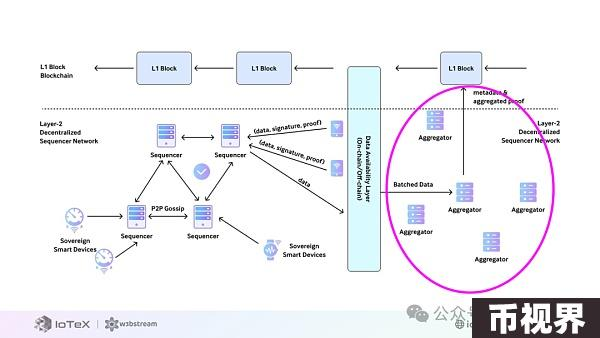 L1 Block
Blockchain
L1 Block
L1 Block
L1 Block
metadata &
aggregated proof
Layer-2
Decentralized
Sequencer Network
Layer-2
Decentralized
Sequencer Network
(data, signature, proof)
(data, signature, proof)
data
Sequencer
Sequencer
P2P Gossip
Sequencer
Sequencer
Sovereign
Smart Devices
Sovereign
Smart Devices
Data Availability Layer
(On-chain/Off-chain)
Batched Data
Aggregator
Aggregator
Aggregator
Aggregator
Aggregator
IoTeX
w3bstream
公众号
币视界